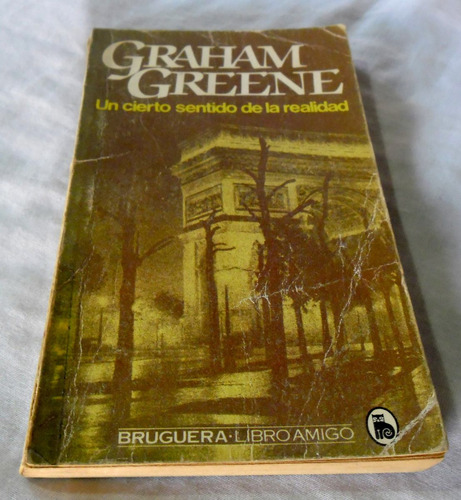 GRAHAM
GREENE
Un cierto sentido de la realidad
BRUGUERA · LIBRO AMIGO